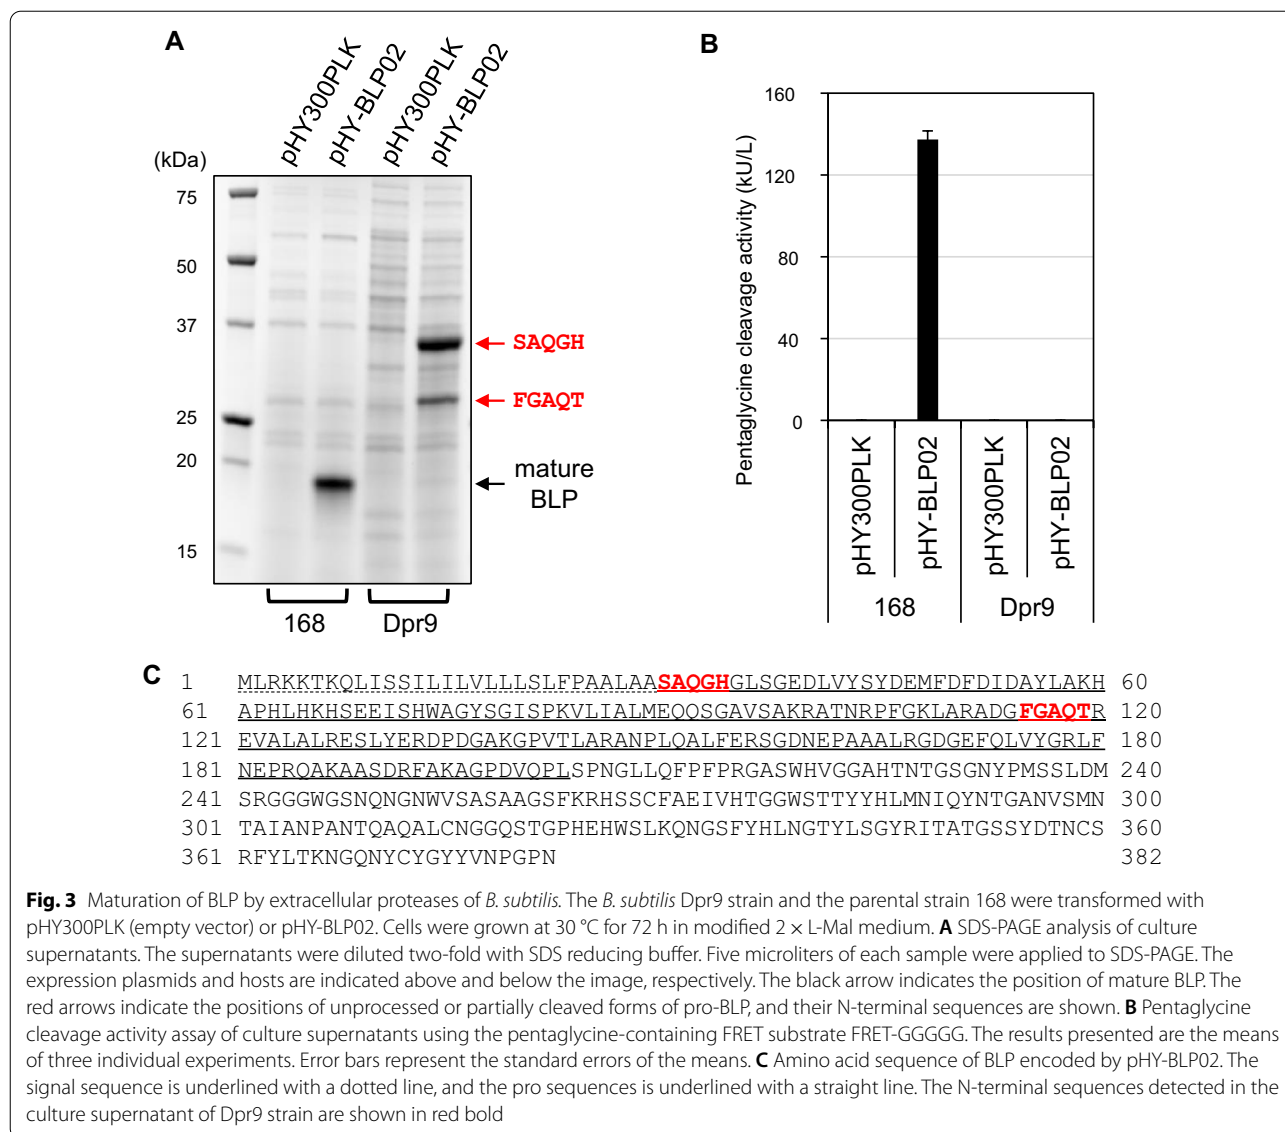 A
B
pHY300PLK
pHY-BLP02
pHY300PLK
pHY-BLP02
(kDa)
75
50
37
25
20
15
SAQGH
FGAQT
mature
BLP
168
Dpr9
Pentaglycine cleavage activity (kU/L)
160
120
80
40
0
pHY300PLK
pHY-BLP02
pHY300PLK
pHY-BLP02
168
Dpr9
C
1 MLRKKTKQLISSILILVLLLSLFPAALAASAQGHGLSGEDLVYSYDEMFDFDIDAYLAKH 60
61 APHLHKHSEEISHWAGYSGISPKVLIALMEQQSGAVSAKRATNRPFGKLARADGFGAQTR 120
121 EVALALRESLYERDPDGAKGPVTLARANPLQALFERSGDNEPAAALRGDGEFQLVYGRLF 180
181 NEPRQAKAASDRFAKAGPDVQPLSPNGLLQFPFPRGASWHVGGAHTNTGSGNYPMSSLDM 240
241 SRGGGWGSNQNGNWVSASAAGSFKRHSSCFAEIVHTGGWSTTYYHLMNIQYNTGANVSMN 300
301 TAIANPANTQAQALCNGGQSTGPHEHWSLKQNGSFYHLNGTYLSGYRITATGSSYDTNCS 360
361 RFYLTKNGQNYCYGYYVNPGPN 382
Fig. 3 Maturation of BLP by extracellular proteases of B. subtilis. The B. subtilis Dpr9 strain and the parental strain 168 were transformed with
pHY300PLK (empty vector) or pHY-BLP02. Cells were grown at 30 °C for 72 h in modified 2 × L-Mal medium. A SDS-PAGE analysis of culture
supernatants. The supernatants were diluted two-fold with SDS reducing buffer. Five microliters of each sample were applied to SDS-PAGE. The
expression plasmids and hosts are indicated above and below the image, respectively. The black arrow indicates the position of mature BLP. The
red arrows indicate the positions of unprocessed or partially cleaved forms of pro-BLP, and their N-terminal sequences are shown. B Pentaglycine
cleavage activity assay of culture supernatants using the pentaglycine-containing FRET substrate FRET-GGGGG. The results presented are the means
of three individual experiments. Error bars represent the standard errors of the means. C Amino acid sequence of BLP encoded by pHY-BLP02. The
signal sequence is underlined with a dotted line, and the pro sequences is underlined with a straight line. The N-terminal sequences detected in the
culture supernatant of Dpr9 strain are shown in red bold